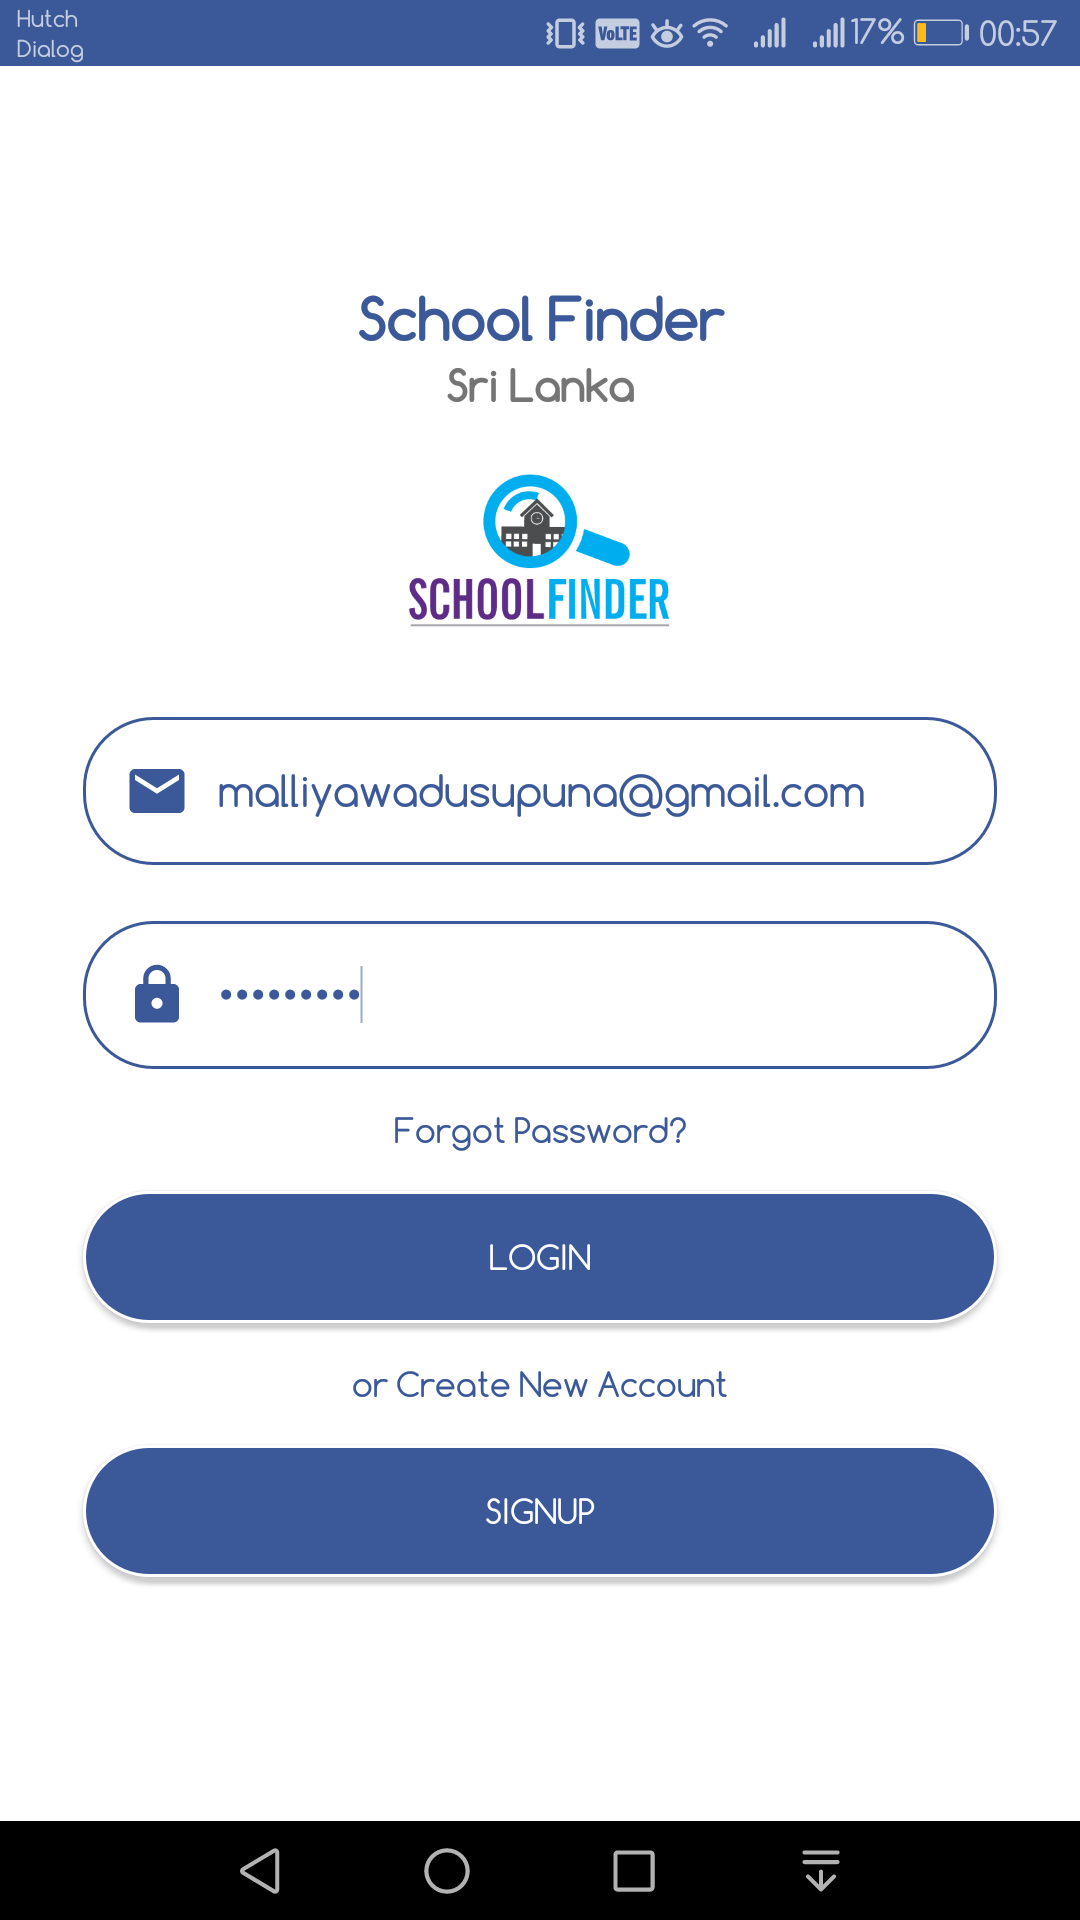 Hutch
Dialog
VoLTE 17% 00:57
School Finder
Sri Lanka
SCHOOLFINDER
malliyawadusupuna@gmail.com
•••••••••
Forgot Password?
LOGIN
or Create New Account
SIGNUP